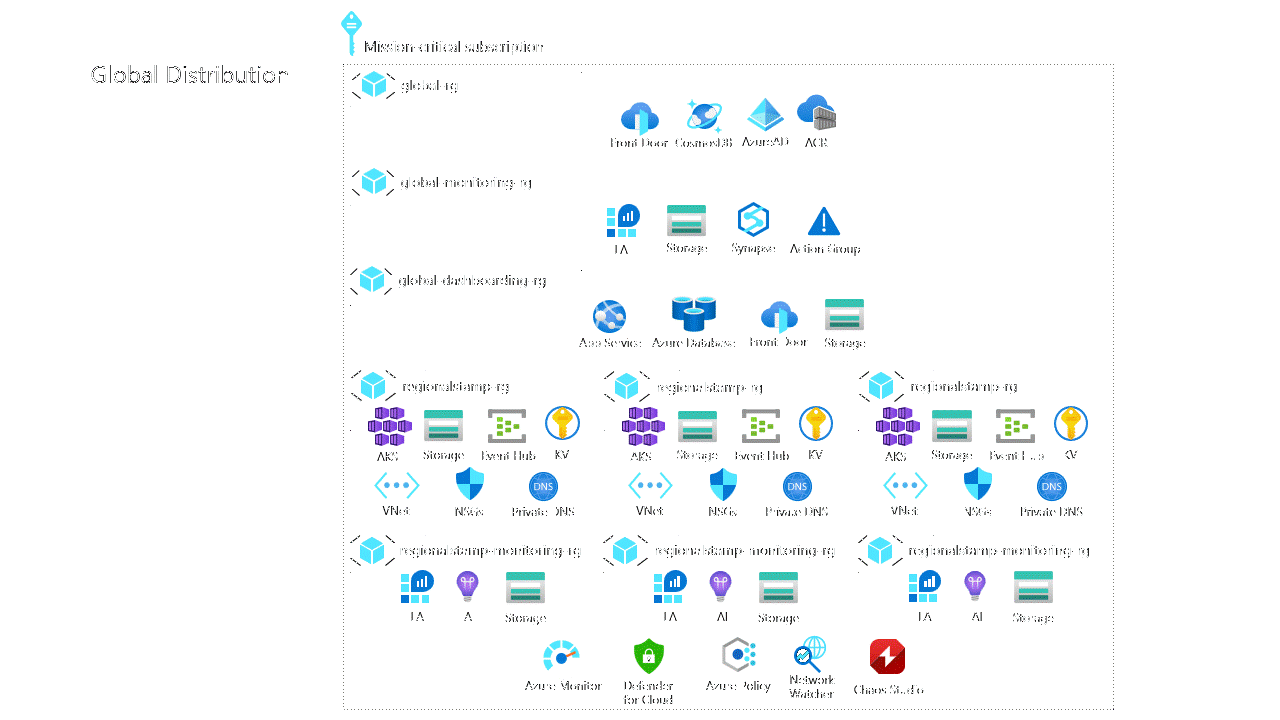 Mission-critical subscription
Global Distribution
global-rg
Front Door CosmosDB AzureAD ACR
global-monitoring-rg
LA Storage Synapse Action Group
global-dashboarding-rg
App Service Azure Database Front Door Storage
regionalstamp-rg regionalstamp-rg regionalstamp-rg
AKS Storage Event Hub KV AKS Storage Event Hub KV AKS Storage Event Hub KV
DNS DNS DNS
VNet NSGs Private DNS VNet NSGs Private DNS VNet NSGs Private DNS
regionalstamp-monitoring-rg regionalstamp-monitoring-rg regionalstamp-monitoring-rg
LA AI Storage LA AI Storage LA AI Storage
Azure Monitor
Defender
for Cloud
Azure Policy
Network
Watcher
Chaos Studio